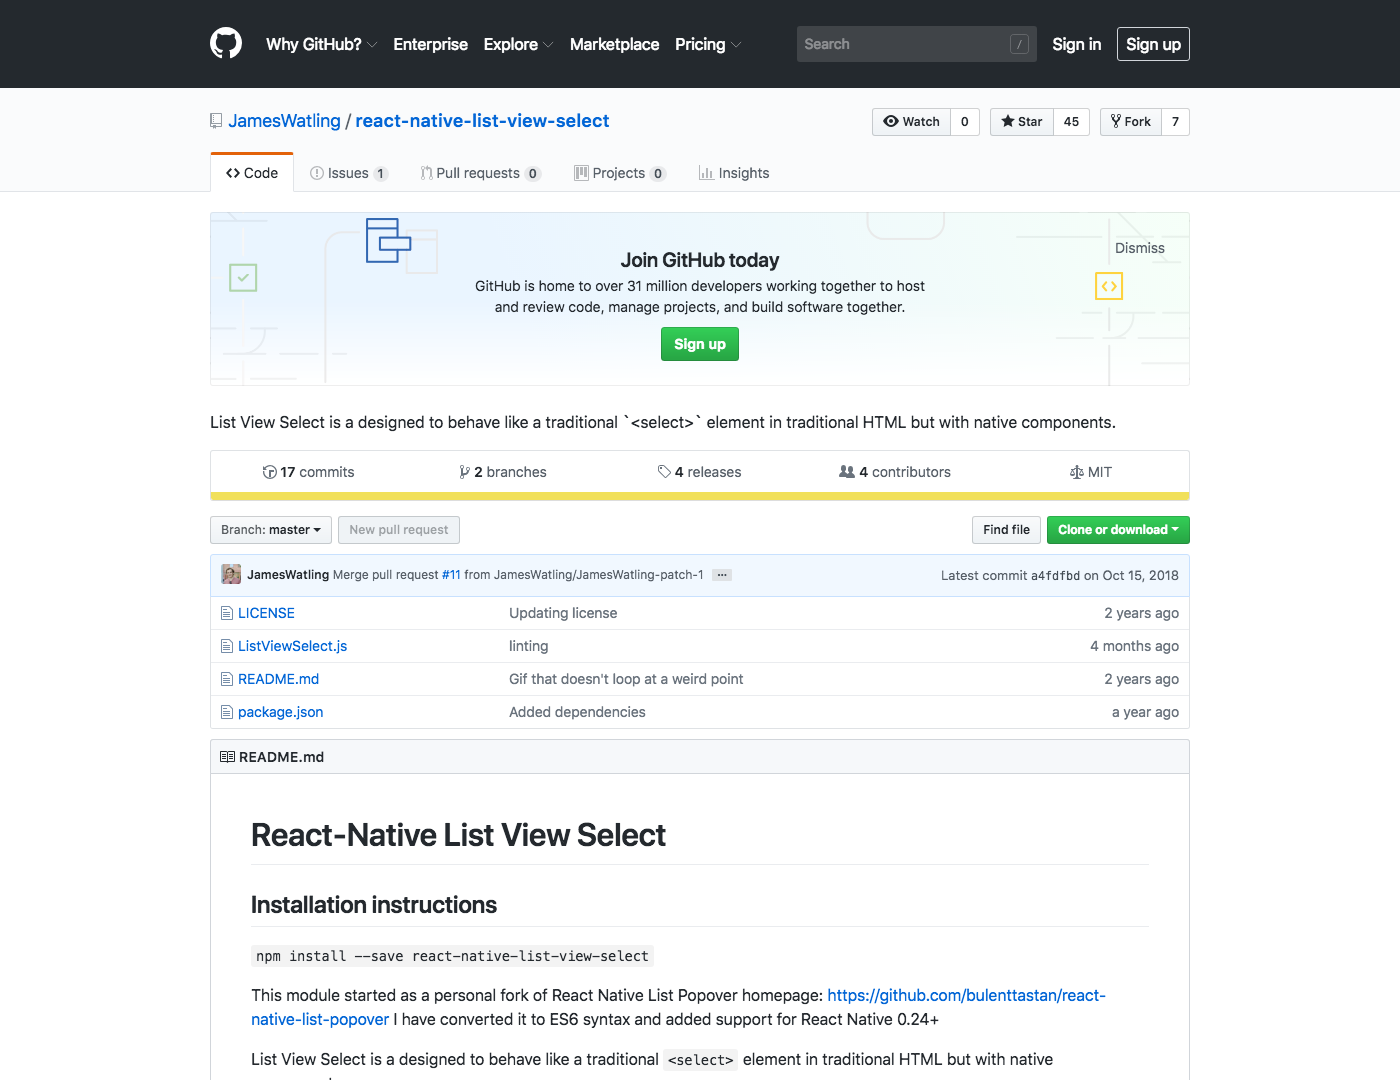 Why GitHub? Enterprise Explore Marketplace Pricing Search / Sign in Sign up
JamesWatling / react-native-list-view-select Watch 0 Star 45 Fork 7
Code Issues 1 Pull requests 0 Projects 0 Insights
Dismiss
Join GitHub today
GitHub is home to over 31 million developers working together to host
and review code, manage projects, and build software together.
Sign up
List View Select is a designed to behave like a traditional `<select>` element in traditional HTML but with native components.
17 commits 2 branches 4 releases 4 contributors MIT
Branch: master New pull request Find file Clone or download
JamesWatling Merge pull request #11 from JamesWatling/JamesWatling-patch-1 … Latest commit a4fdfbd on Oct 15, 2018
LICENSE Updating license 2 years ago
ListViewSelect.js linting 4 months ago
README.md Gif that doesn't loop at a weird point 2 years ago
package.json Added dependencies a year ago
README.md
React-Native List View Select
Installation instructions
npm install --save react-native-list-view-select
This module started as a personal fork of React Native List Popover homepage: https://github.com/bulenttastan/react-
native-list-popover I have converted it to ES6 syntax and added support for React Native 0.24+
List View Select is a designed to behave like a traditional <select> element in traditional HTML but with native